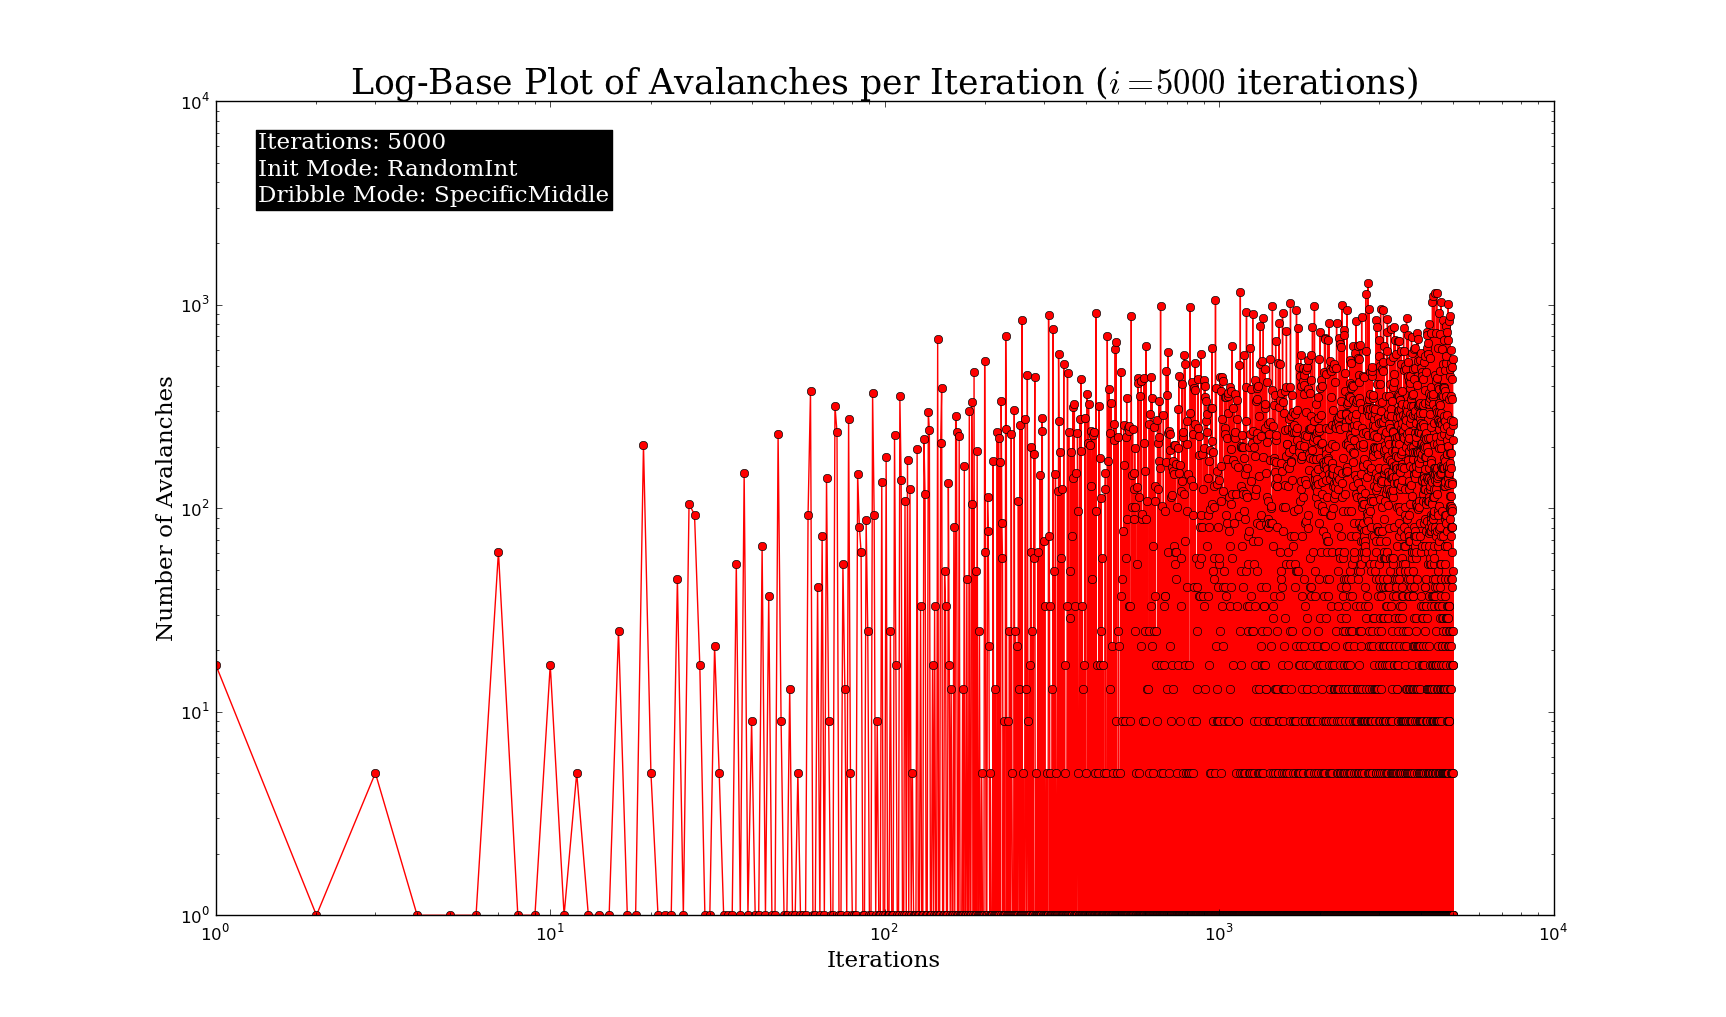 Log-Base Plot of Avalanches per Iteration (i = 5000 iterations)
10^4
Iterations: 5000
Init Mode: RandomInt
Dribble Mode: SpecificMiddle
10^3
10^2
10^1
10^0
Number of Avalanches
10^0 10^1 10^2 10^3 10^4
Iterations